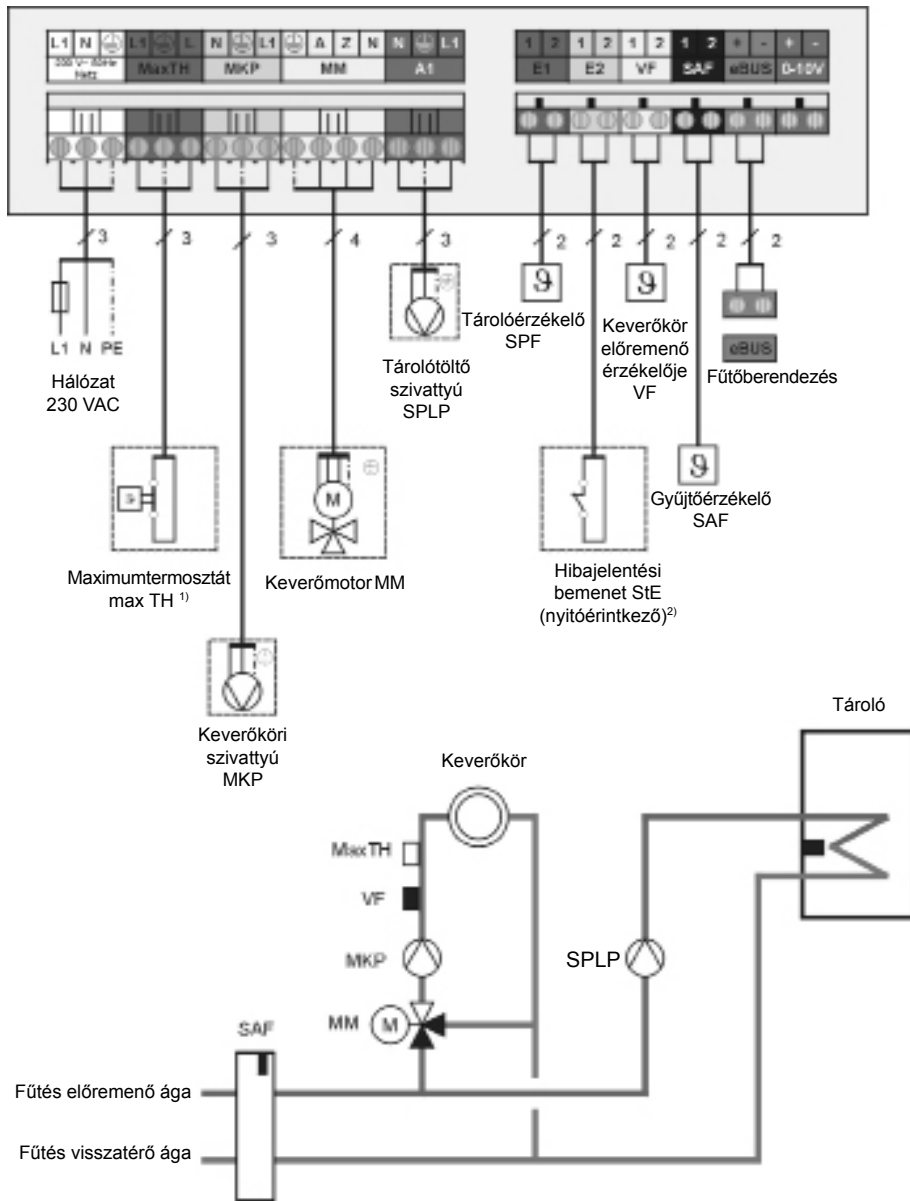 L1 N L1 L N L1 A Z N N L1
230 V~ 50Hz
Netz MaxTH MKP MM A1
1 2 1 2 1 2 1 2 + - + -
E1 E2 VF SAF eBUS 0-10V
3 3 3 4 3 2 2 2 2 2
L1 N PE
Hálózat
230 VAC
Tárolótöltő
szivattyú
SPLP
Tárolóérzékelő
SPF
Keverőkör
előremenő
érzékelője
VF
eBUS
Fűtőberendezés
Maximumtermosztát
max TH 1)
M
Keverőmotor MM
Hibajelentési
bemenet StE
(nyitóérintkező)2)
Gyűjtőérzékelő
SAF
Keverőköri
szivattyú
MKP
Tároló
Keverőkör
MaxTH
VF
MKP
SPLP
MM M
SAF
Fűtés előremenő ága
Fűtés visszatérő ága